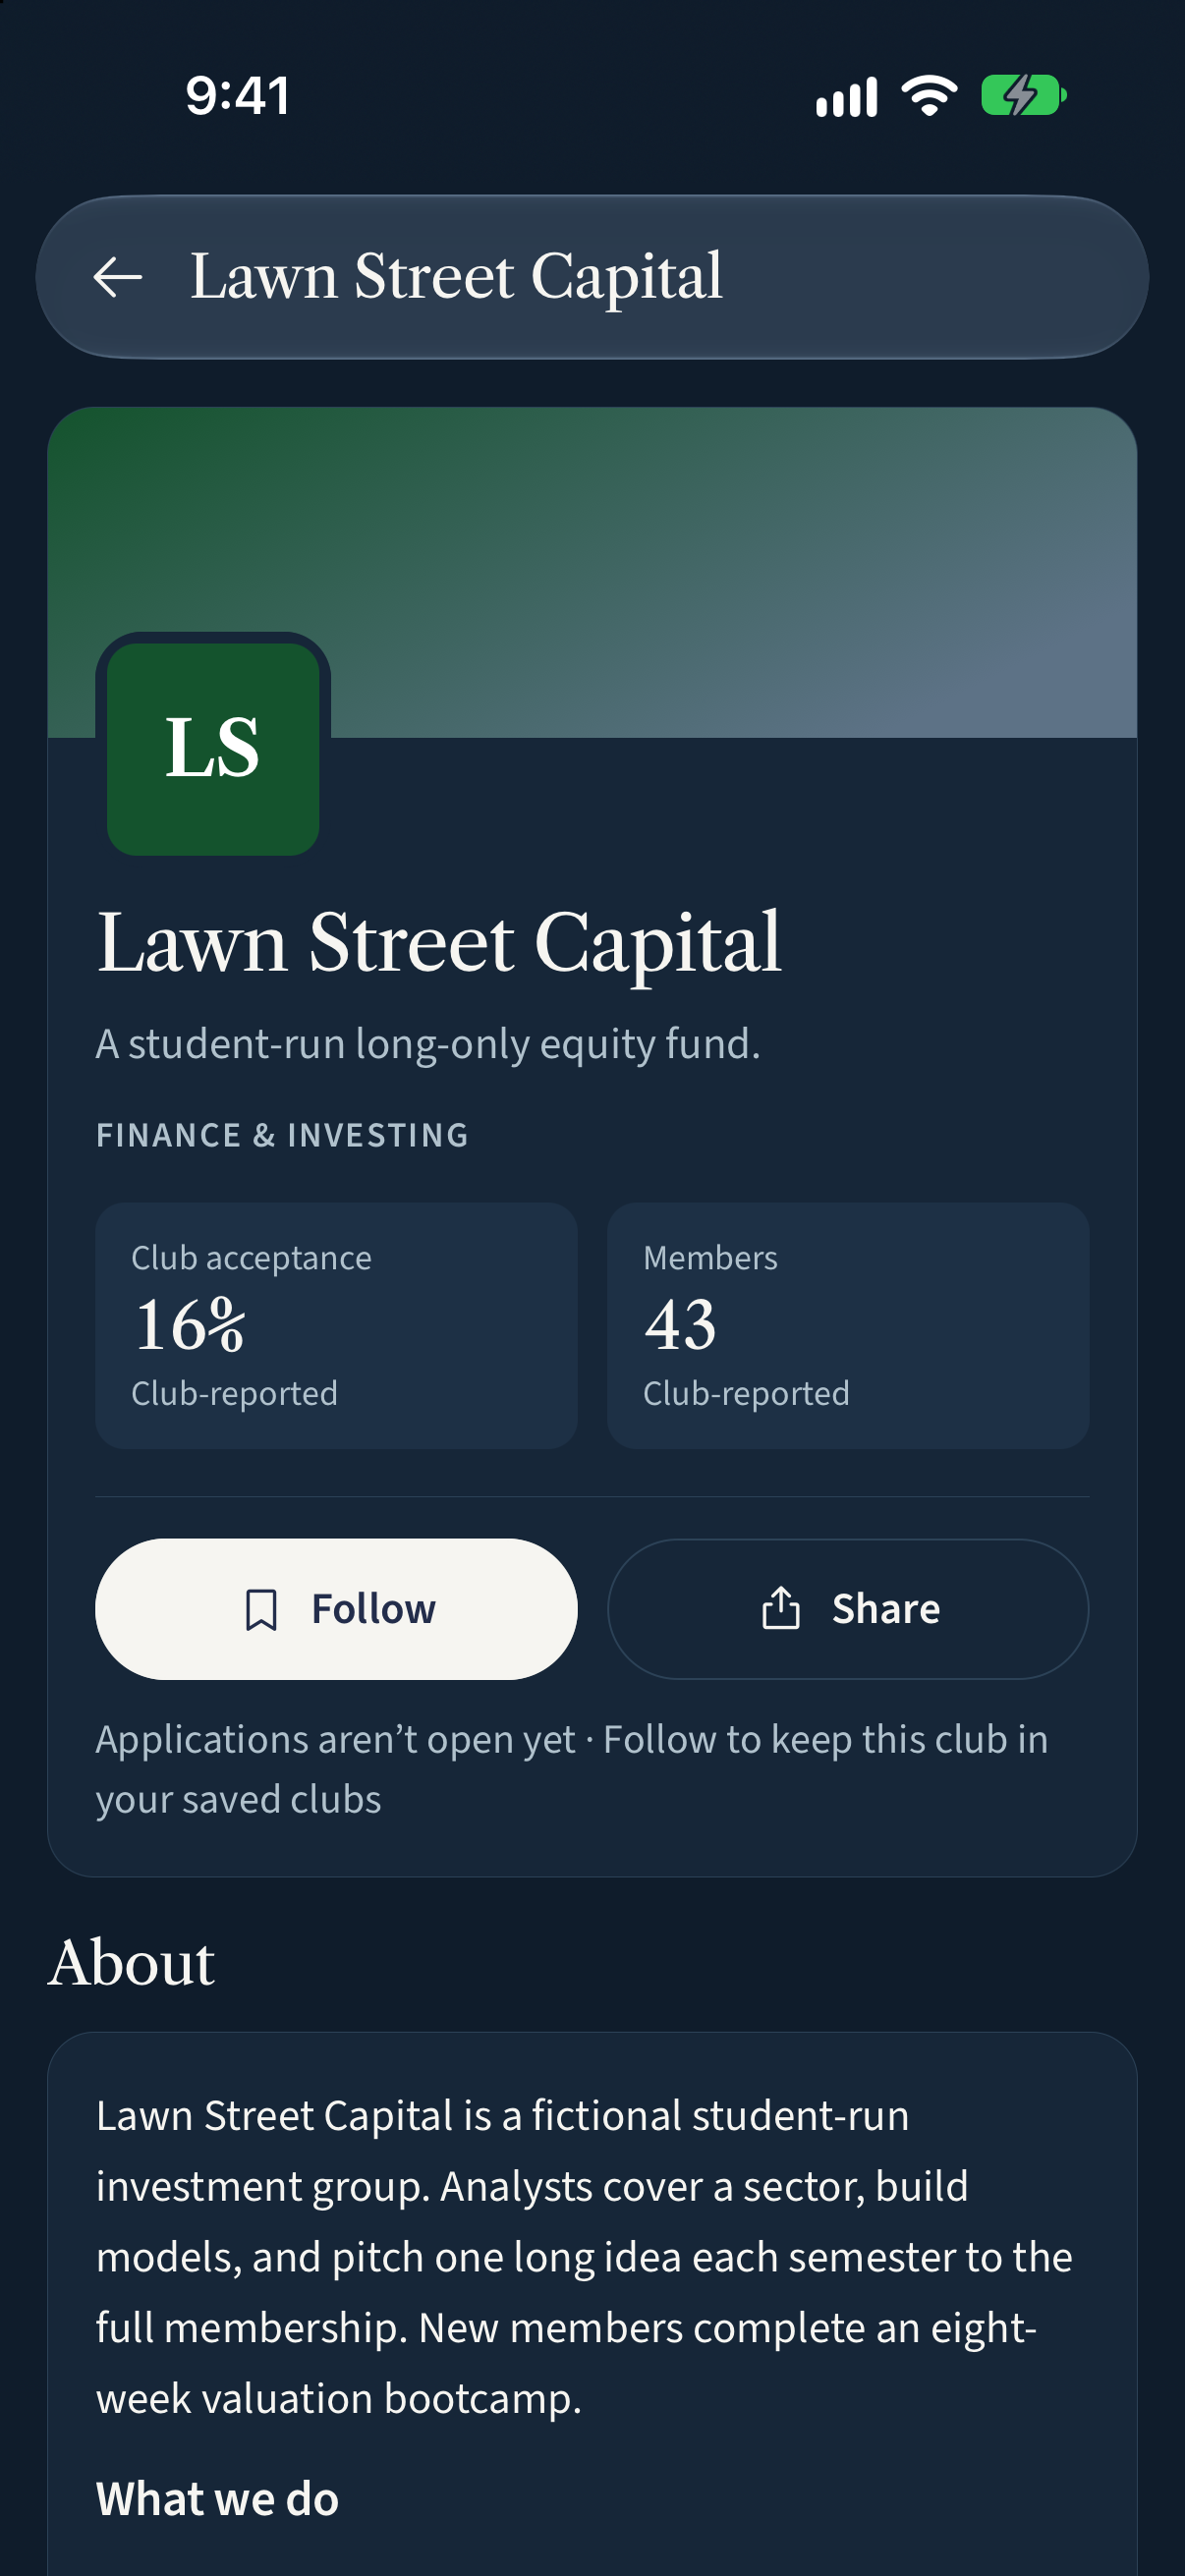 9:41
Lawn Street Capital
LS
Lawn Street Capital
A student-run long-only equity fund.
FINANCE & INVESTING
Club acceptance
16%
Club-reported
Members
43
Club-reported
Follow
Share
Applications aren’t open yet · Follow to keep this club in
your saved clubs
About
Lawn Street Capital is a fictional student-run
investment group. Analysts cover a sector, build
models, and pitch one long idea each semester to the
full membership. New members complete an eight-
week valuation bootcamp.
What we do